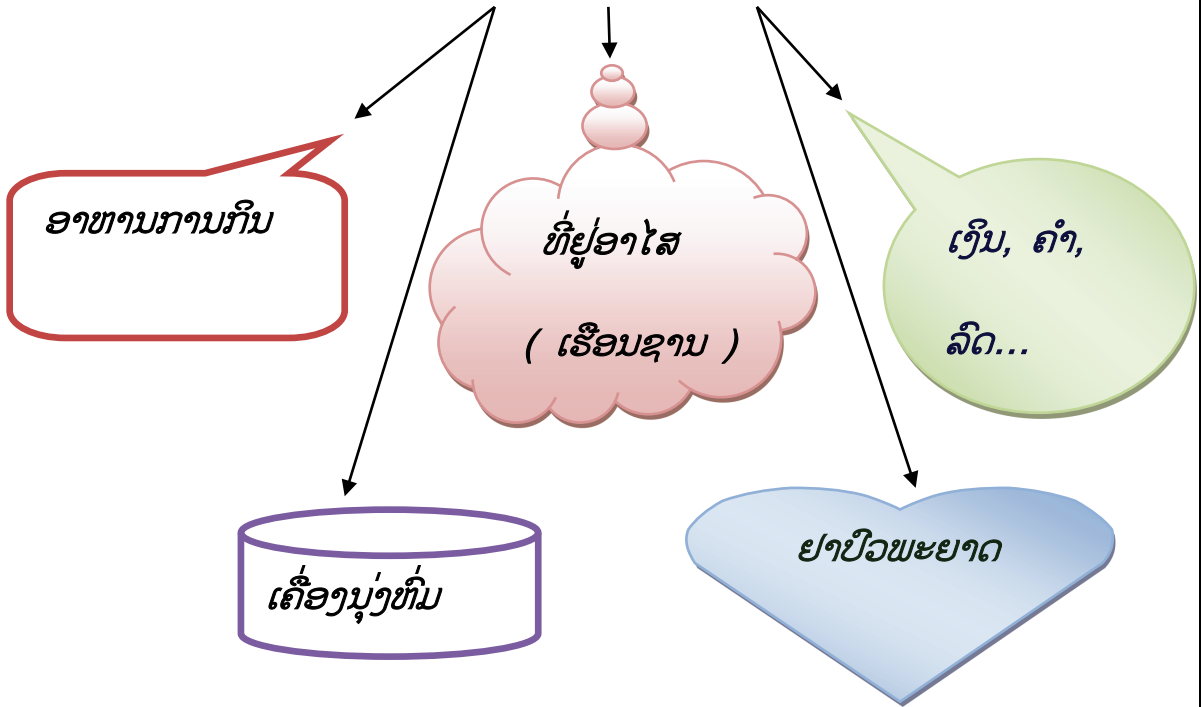 ອາຫານການກິນ
ທີ່ຢູ່ອາໄສ
( ເຮືອນຊານ )
ເງິນ, ຄຳ,
ລົດ...
ເຄື່ອງນຸ່ງຫົ່ມ
ຢາປົວພະຍາດ